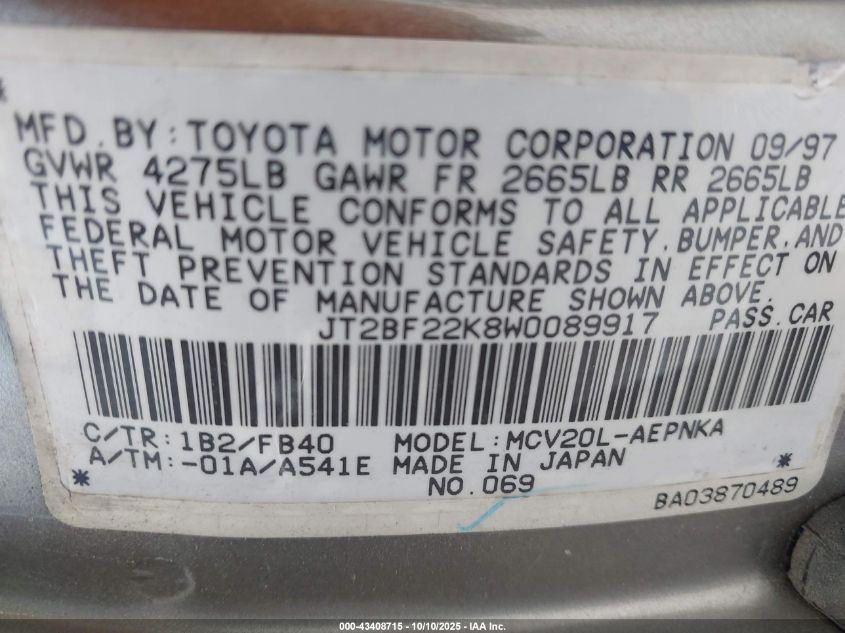 MFD.BY:TOYOTA MOTOR CORPORATION 09/97
GVWR 4275LB GAWR FR 2665LB RR 2665LB
THIS VEHICLE CONFORMS TO ALL APPLICABLE
FEDERAL MOTOR VEHICLE SAFETY,BUMPER,AND
THEFT PREVENTION STANDARDS IN EFFECT ON
THE DATE OF MANUFACTURE SHOWN ABOVE.
JT2BF22K8W0089917 PASS.CAR
C/TR:1B2/FB40 MODEL:MCV20L-AEPNKA
A/TM:-01A/A541E MADE IN JAPAN
NO.069
BA03870489
000-43408715 - 10/10/2025 - IAA Inc.